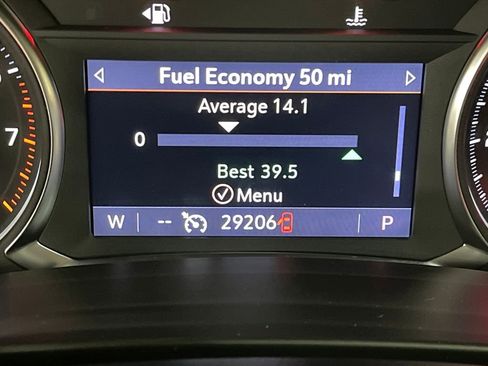 Fuel Economy 50 mi
Average 14.1
0
Best 39.5
Menu
W -- 29206 P
7